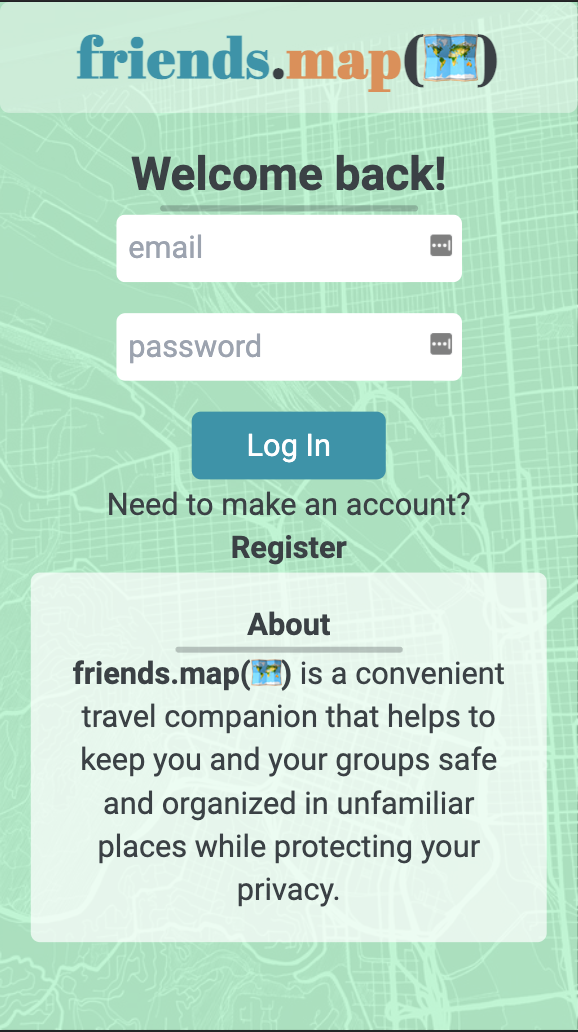 friends.map(🗺️)
Welcome back!
email
password
Log In
Need to make an account?
Register
About
friends.map(🗺️) is a convenient
travel companion that helps to
keep you and your groups safe
and organized in unfamiliar
places while protecting your
privacy.